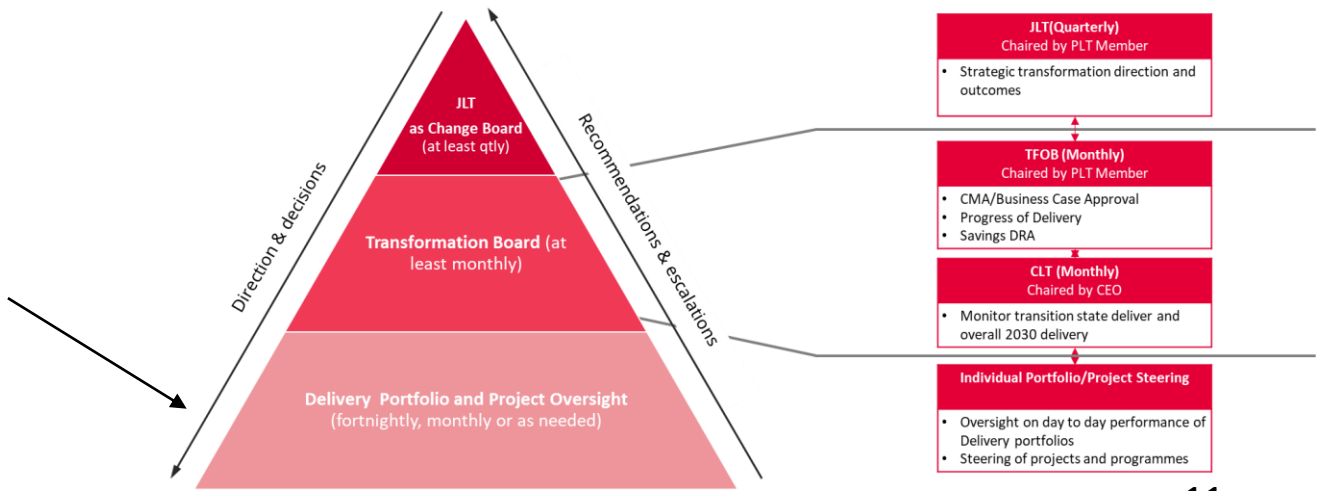 JLT
as Change Board
(at least qtly)
Transformation Board (at
least monthly)
Delivery Portfolio and Project Oversight
(fortnightly, monthly or as needed)
Direction & decisions
Recommendations & escalations
JLT(Quarterly)
Chaired by PLT Member
• Strategic transformation direction and
outcomes
TFOB (Monthly)
Chaired by PLT Member
• CMA/Business Case Approval
• Progress of Delivery
• Savings DRA
CLT (Monthly)
Chaired by CEO
• Monitor transition state deliver and
overall 2030 delivery
Individual Portfolio/Project Steering
• Oversight on day to day performance of
Delivery portfolios
• Steering of projects and programmes